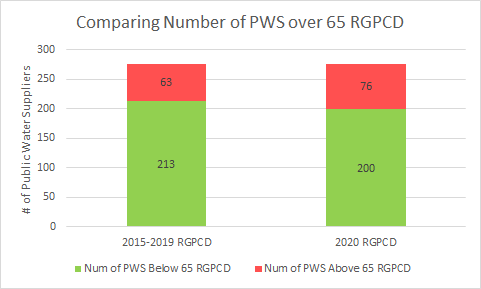 Comparing Number of PWS over 65 RGPCD
# of Public Water Suppliers
300
250
200
150
100
50
0
63
213
76
200
2015-2019 RGPCD
2020 RGPCD
Num of PWS Below 65 RGPCD
Num of PWS Above 65 RGPCD